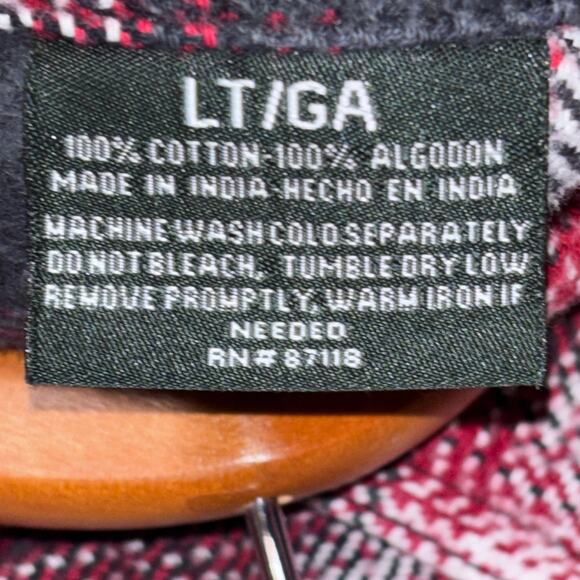 LT/GA
100% COTTON-100% ALGODON
MADE IN INDIA-HECHO EN INDIA
MACHINE WASH COLD SEPARATELY
DO NOT BLEACH, TUMBLE DRY LOW
REMOVE PROMPTLY, WARM IRON IF
NEEDED
RN# 87118